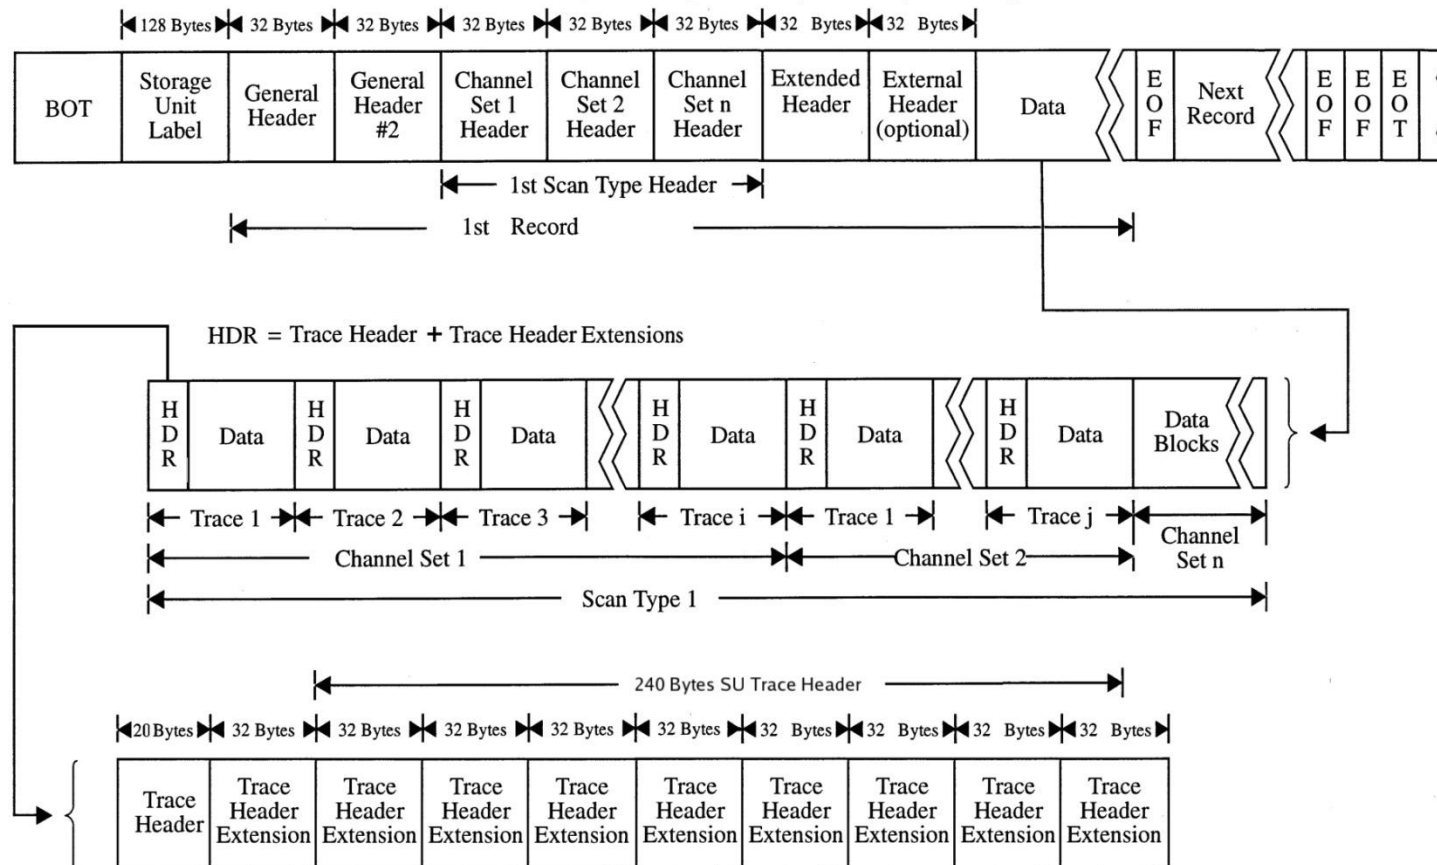 128 Bytes 32 Bytes 32 Bytes 32 Bytes 32 Bytes 32 Bytes 32 Bytes 32 Bytes
BOT
Storage
Unit
Label
General
Header
General
Header
#2
Channel
Set 1
Header
Channel
Set 2
Header
Channel
Set n
Header
Extended
Header
External
Header
(optional)
Data
E
O
F
Next
Record
E
O
F
E
O
F
E
O
T
1st Scan Type Header
1st Record
HDR = Trace Header + Trace Header Extensions
H
D
R
Data
H
D
R
Data
H
D
R
Data
H
D
R
Data
H
D
R
Data
H
D
R
Data
Data
Blocks
Trace 1 Trace 2 Trace 3 Trace i Trace 1 Trace j
Channel Set 1 Channel Set 2
Channel
Set n
Scan Type 1
240 Bytes SU Trace Header
20 Bytes 32 Bytes 32 Bytes 32 Bytes 32 Bytes 32 Bytes 32 Bytes 32 Bytes 32 Bytes 32 Bytes
Trace
Header
Trace
Header
Extension
Trace
Header
Extension
Trace
Header
Extension
Trace
Header
Extension
Trace
Header
Extension
Trace
Header
Extension
Trace
Header
Extension
Trace
Header
Extension
Trace
Header
Extension